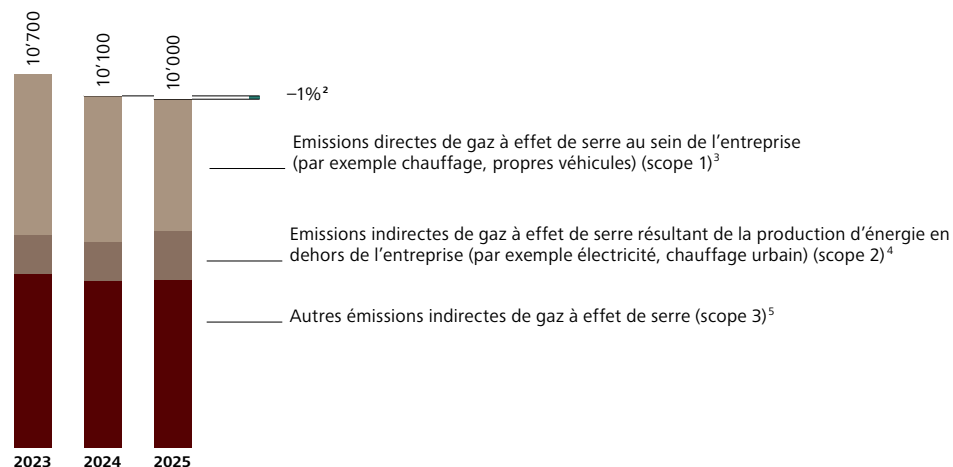 10’700
10’100
10’000
–1%²
Emissions directes de gaz à effet de serre au sein de l’entreprise
(par exemple chauffage, propres véhicules) (scope 1)³
Emissions indirectes de gaz à effet de serre résultant de la production d’énergie en
dehors de l’entreprise (par exemple électricité, chauffage urbain) (scope 2)⁴
Autres émissions indirectes de gaz à effet de serre (scope 3)⁵
2023 2024 2025